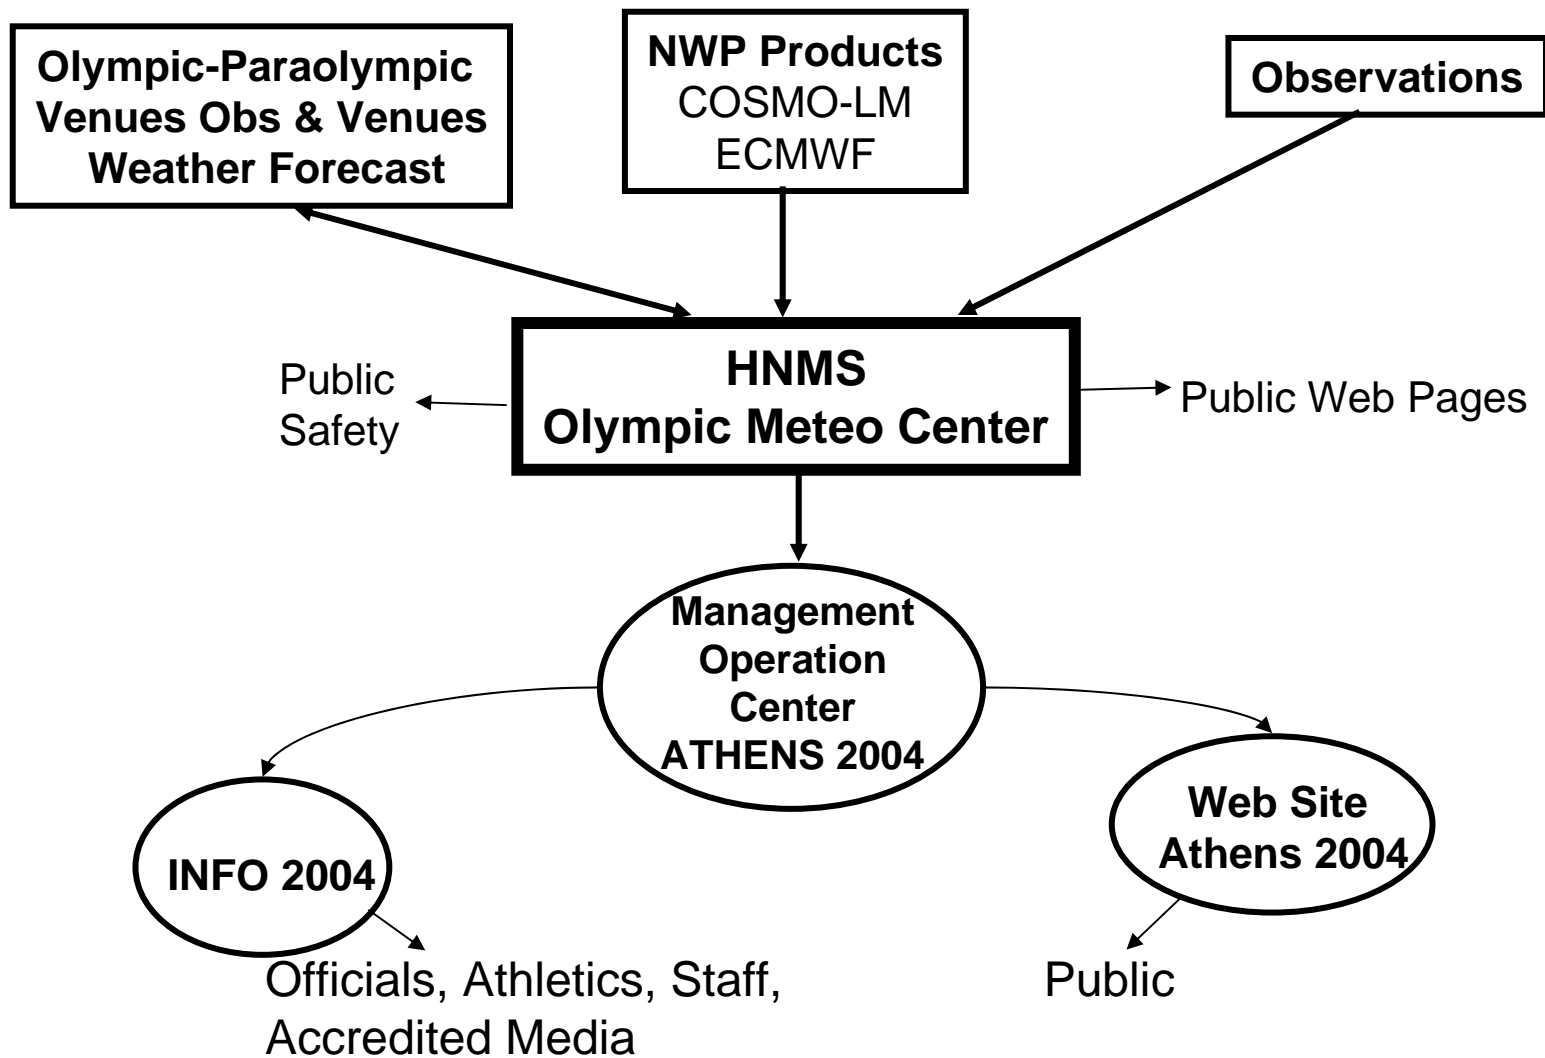 Olympic-Paraolympic
Venues Obs & Venues
Weather Forecast
NWP Products
COSMO-LM
ECMWF
Observations
Public
Safety
HNMS
Olympic Meteo Center
Public Web Pages
Management
Operation
Center
ATHENS 2004
INFO 2004
Web Site
Athens 2004
Officials, Athletics, Staff,
Accredited Media
Public